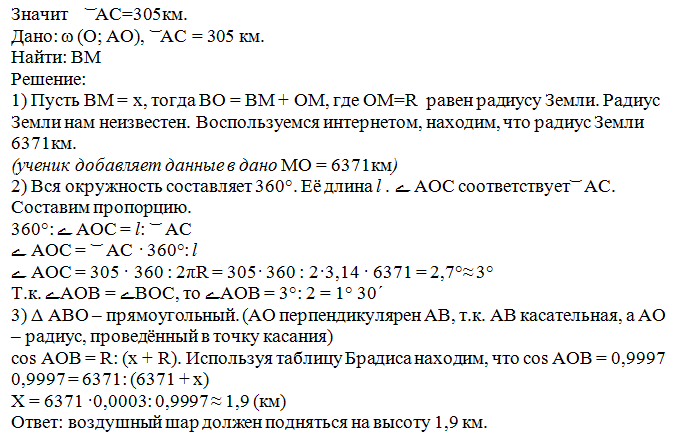 Значит ⏝AC=305км.
Дано: ω (O; AO), ⏝AC = 305 км.
Найти: BM
Решение:
1) Пусть BM = x, тогда BO = BM + OM, где OM=R равен радиусу Земли. Радиус
Земли нам неизвестен. Воспользуемся интернетом, находим, что радиус Земли
6371км.
(ученик добавляет данные в дано MO = 6371км)
2) Вся окружность составляет 360°. Её длина l . ے AOC соответствует⏝AC.
Составим пропорцию.
360°: ے AOC = l: ⏝ AC
ے AOC = ⏝ AC · 360°: l
ے AOC = 305 · 360 : 2πR = 305· 360 : 2·3,14 · 6371 = 2,7°≈ 3°
Т.к. ےAOB = ےBOC, то ےAOB = 3°: 2 = 1° 30´
3) Δ ABO – прямоугольный. (AO перпендикулярен AB, т.к. AB касательная, а AO
– радиус, проведённый в точку касания)
cos AOB = R: (x + R). Используя таблицу Брадиса находим, что cos AOB = 0,9997
0,9997 = 6371: (6371 + x)
X = 6371 ·0,0003: 0,9997 ≈ 1,9 (км)
Ответ: воздушный шар должен подняться на высоту 1,9 км.